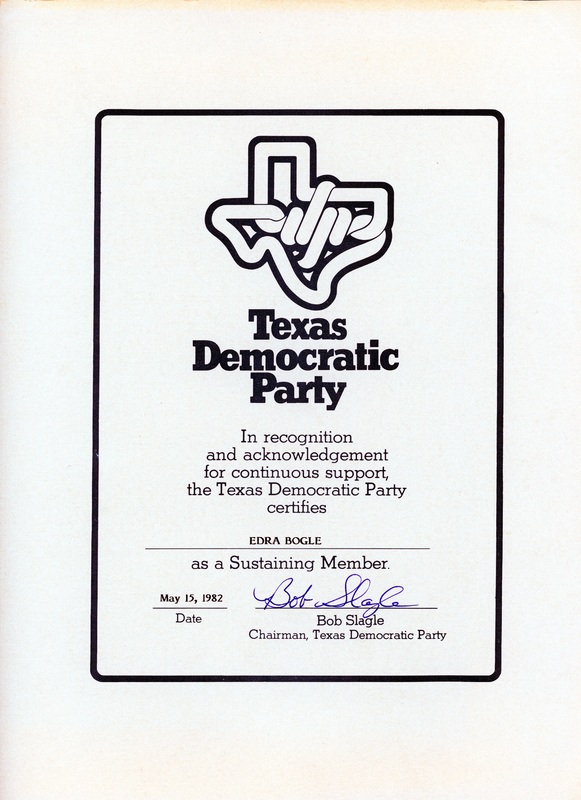 Texas
Democratic
Party
In recognition
and acknowledgement
for continuous support,
the Texas Democratic Party
certifies
EDRA BOGLE
as a Sustaining Member.
May 15, 1982
Bob Slagle
Date
Bob Slagle
Chairman, Texas Democratic Party